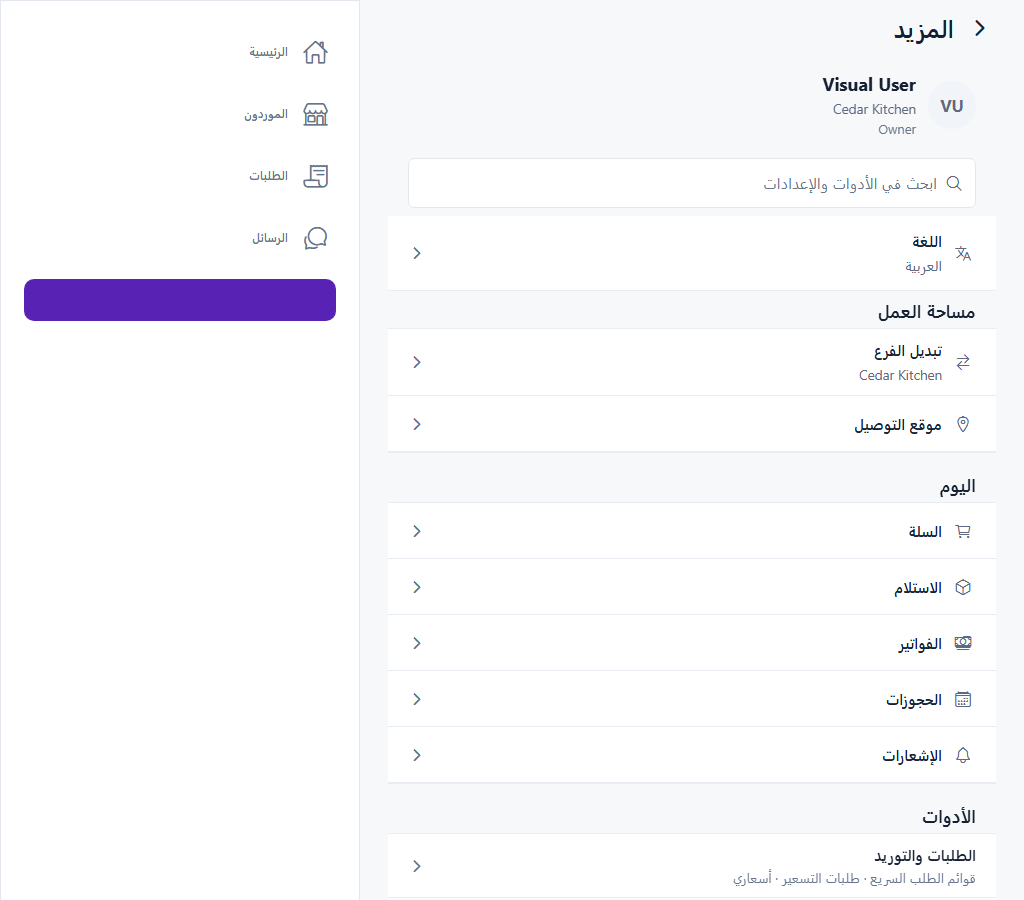 المزيد
VU
Visual User
Cedar Kitchen
Owner
ابحث في الأدوات والإعدادات
اللغة
العربية
مساحة العمل
تبديل الفرع
Cedar Kitchen
موقع التوصيل
اليوم
السلة
الاستلام
الفواتير
الحجوزات
الإشعارات
الأدوات
الطلبات والتوريد
قوائم الطلب السريع · طلبات التسعير · أسعاري
الرئيسية
الموردون
الطلبات
الرسائل